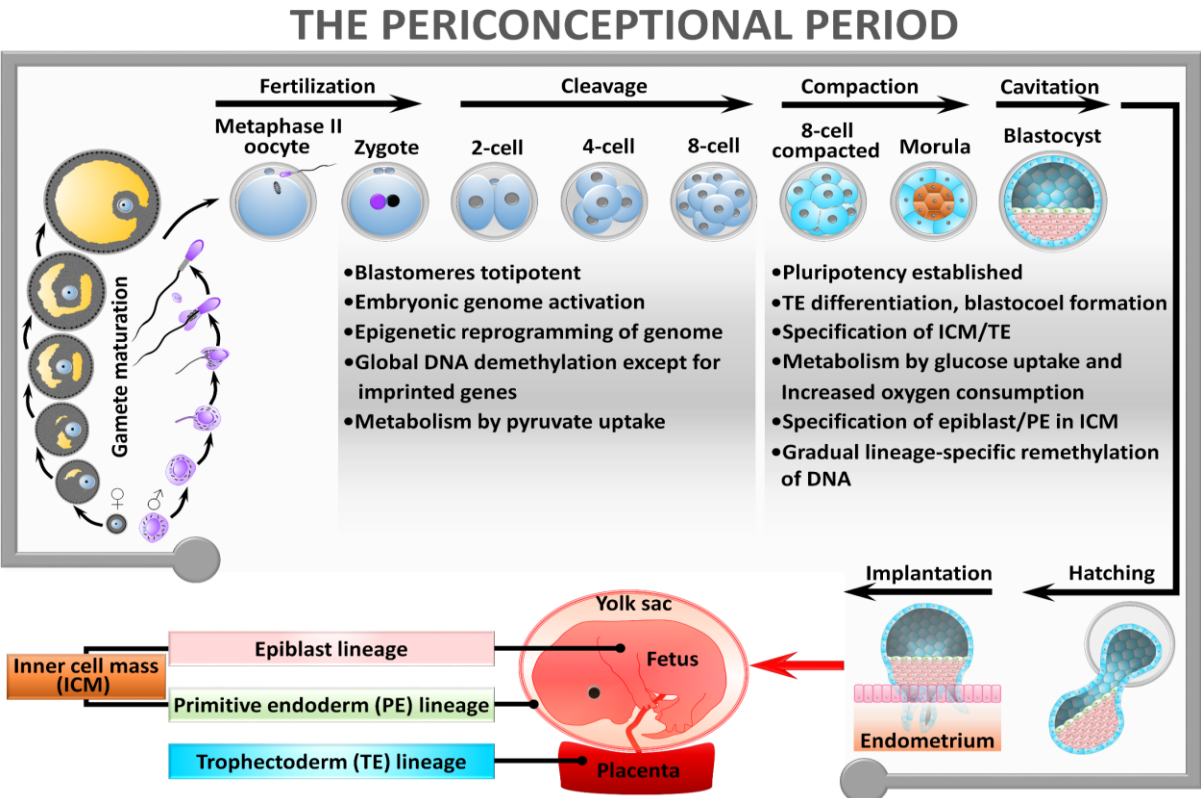 THE PERICONCEPTIONAL PERIOD
Fertilization
Cleavage
Compaction
Cavitation
Metaphase II
oocyte
Zygote
2-cell
4-cell
8-cell
8-cell
compacted
Morula
Blastocyst
Gamete maturation
♀
♂
•Blastomeres totipotent
•Embryonic genome activation
•Epigenetic reprogramming of genome
•Global DNA demethylation except for
imprinted genes
•Metabolism by pyruvate uptake
•Pluripotency established
•TE differentiation, blastocoel formation
•Specification of ICM/TE
•Metabolism by glucose uptake and
Increased oxygen consumption
•Specification of epiblast/PE in ICM
•Gradual lineage-specific remethylation
of DNA
Implantation
Hatching
Endometrium
Yolk sac
Fetus
Placenta
Inner cell mass
(ICM)
Epiblast lineage
Primitive endoderm (PE) lineage
Trophectoderm (TE) lineage